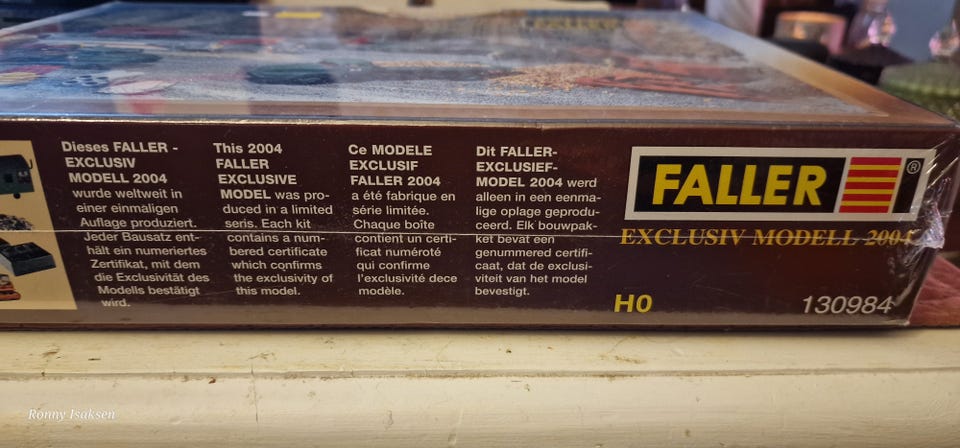 FALLER
Dieses FALLER -
EXCLUSIV
MODELL 2004
wurde weltweit in
einer einmaligen
Auflage produziert.
Jeder Bausatz ent-
hält ein numeriertes
Zertifikat, mit dem
die Exclusivität des
Modells bestätigt
wird.
This 2004
FALLER
EXCLUSIVE
MODEL was pro-
duced in a limited
seris. Each kit
contains a num-
bered certificate
which confirms
the exclusivity of
this model.
Ce MODELE
EXCLUSIF
FALLER 2004
a été fabrique en
série limitée.
Chaque boîte
contient un certi-
ficat numéroté
qui confirme
l'exclusivité dece
modèle.
Dit FALLER-
EXCLUSIEF-
MODEL 2004 werd
alleen in een eenma-
lige oplage geprodu-
ceerd. Elk bouwpak-
ket bevat een
genummered certifi-
caat, dat de exclusi-
viteit van het model
bevestigt.
FALLER ®
EXCLUSIV MODELL 2004
H0
130984
Ronny Isaksen